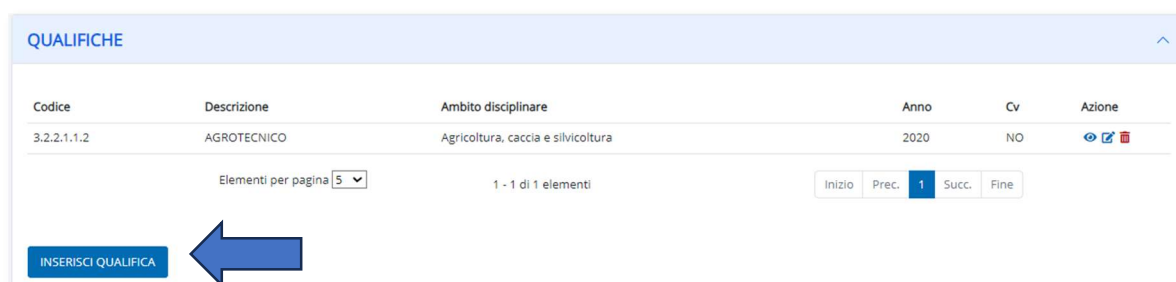 QUALIFICHE
Codice Descrizione Ambito disciplinare Anno Cv Azione
3.2.2.1.1.2 AGROTECNICO Agricoltura, caccia e silvicoltura 2020 NO
Elementi per pagina 5 1 - 1 di 1 elementi Inizio Prec. 1 Succ. Fine
INSERISCI QUALIFICA